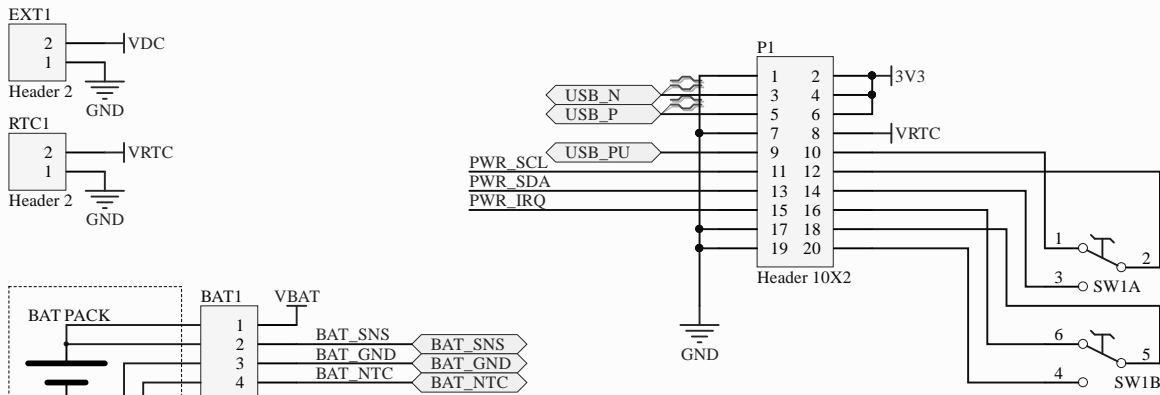 EXT1
2 VDC
1
Header 2
GND
RTC1
2 VRTC
1
Header 2
GND
P1
1 2 3V3
USB_N 3 4
USB_P 5 6
7 8 VRTC
USB_PU 9 10
PWR_SCL 11 12
PWR_SDA 13 14
PWR_IRQ 15 16
17 18
19 20
Header 10X2
GND
1 2
3 SW1A
6 5
4 SW1B
BAT PACK
BAT1 VBAT
1
2 BAT_SNS BAT_SNS
3 BAT_GND BAT_GND
4 BAT_NTC BAT_NTC